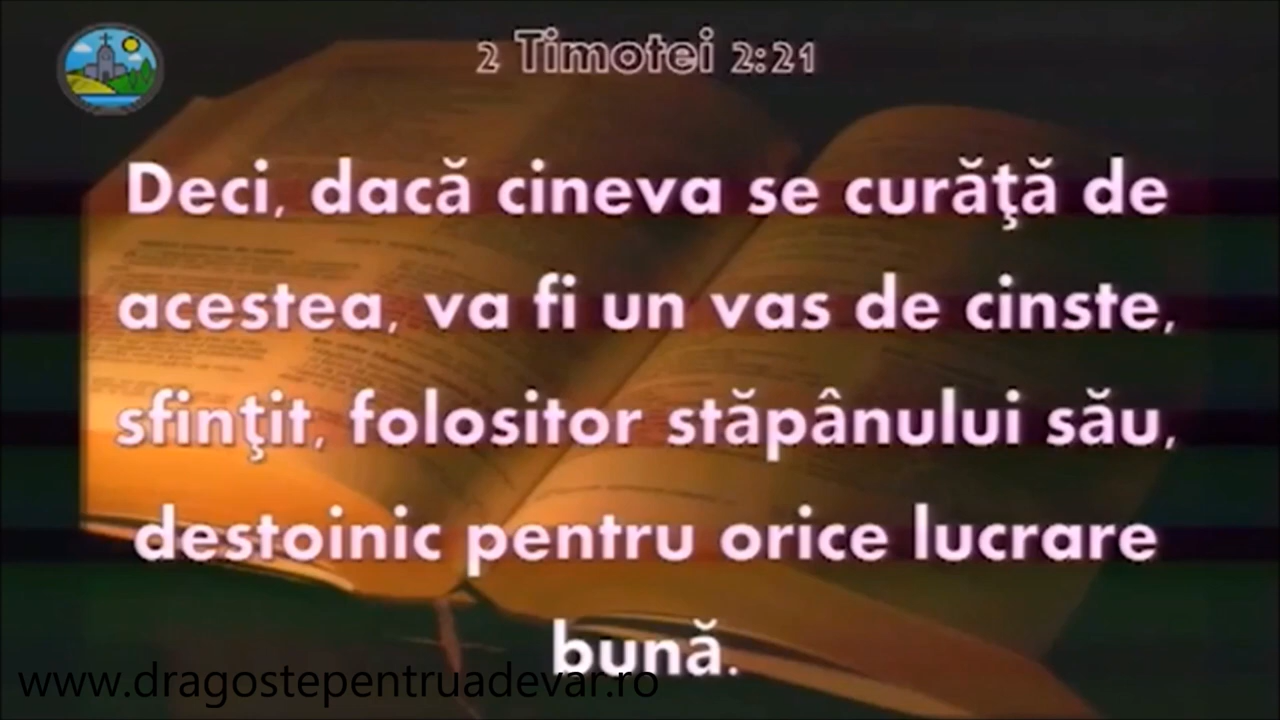 2 Timotei 2:21
Deci, dacă cineva se curăţă de
acestea, va fi un vas de cinste,
sfinţit, folositor stăpânului său,
destoinic pentru orice lucrare
bună.
www.dragostepentruadevar.ro